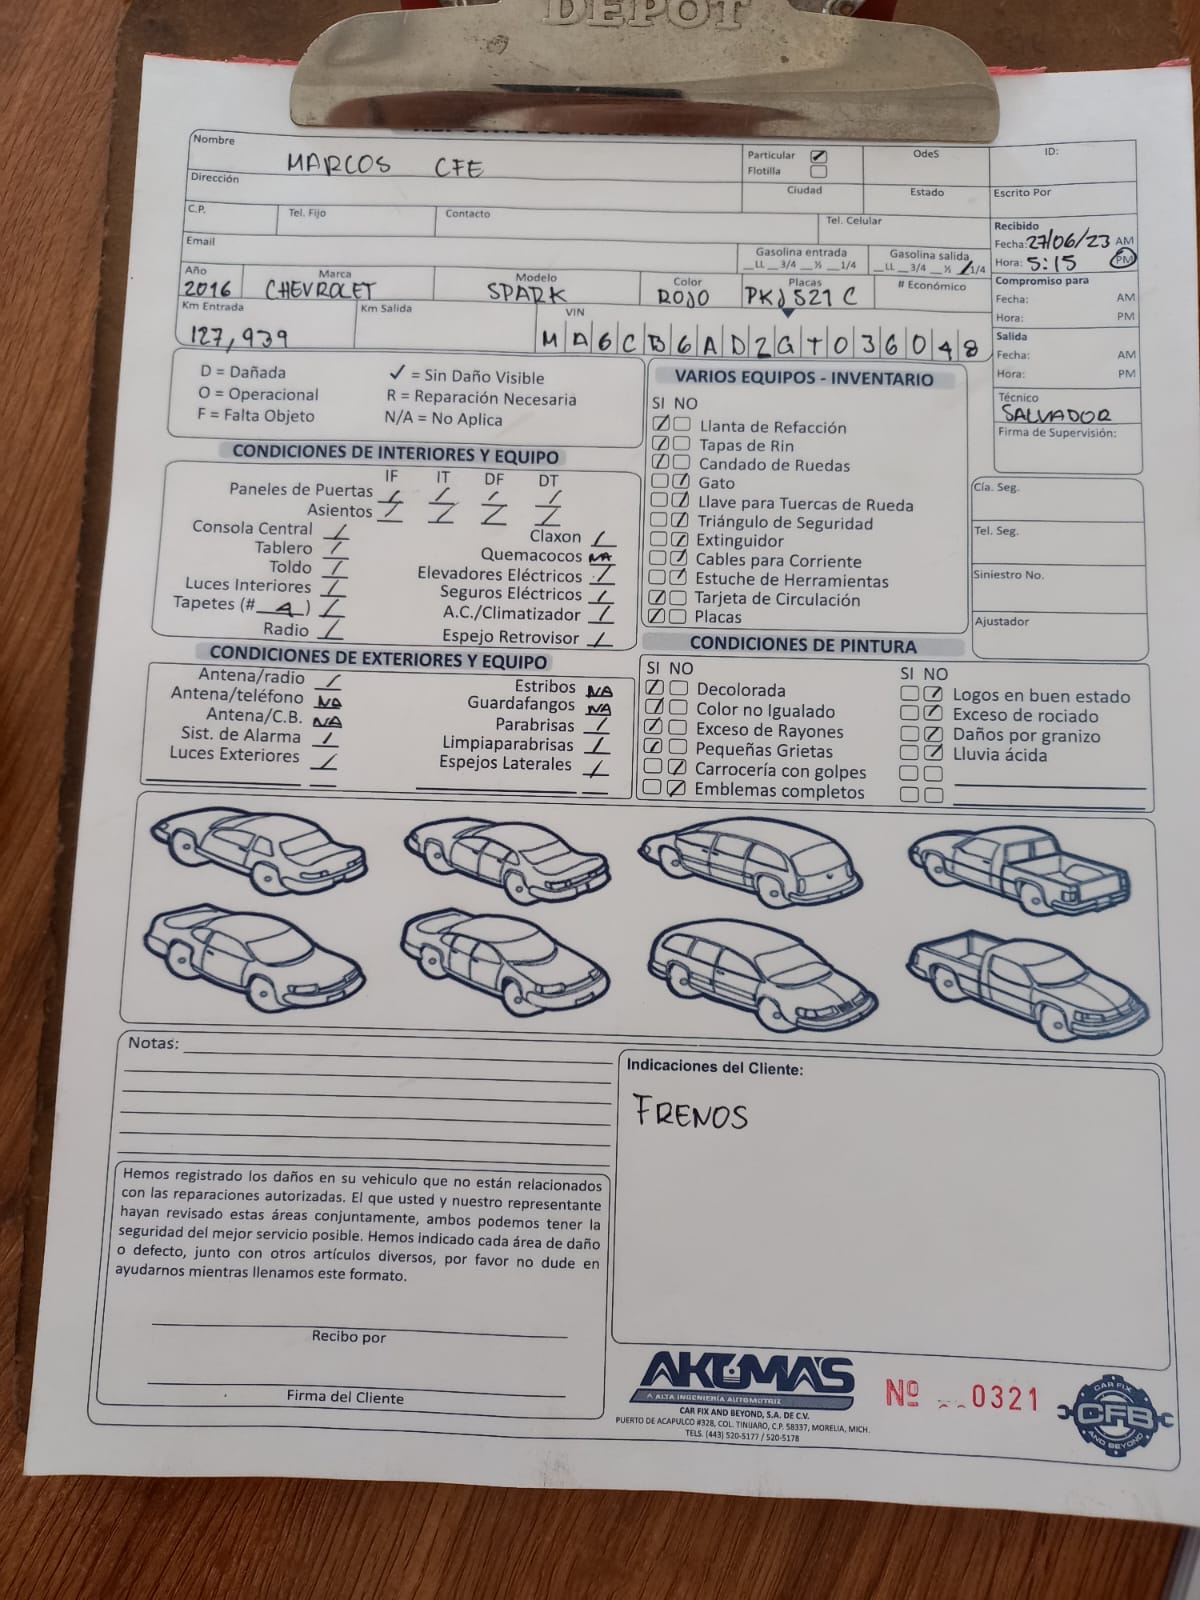 DEPOT
Nombre MARCOS CFE
Particular ✓
Flotilla
OdeS
ID:
Dirección
Ciudad
Estado
Escrito Por
C.P.
Tel. Fijo
Contacto
Tel. Celular
Recibido
Fecha: 27/06/23 AM
Hora: 5:15 PM
Email
Gasolina entrada
__LL __3/4 __½ __1/4
Gasolina salida
__LL __3/4 __½ __1/4
Año 2016
Marca CHEVROLET
Modelo SPARK
Color ROJO
Placas PKJ 521 C
# Económico
Compromiso para
Fecha: AM
Hora: PM
Km Entrada 127,939
Km Salida
VIN MA6CB6AD2GT036048
Salida
Fecha: AM
Hora: PM
Técnico
SALVADOR
Firma de Supervisión:
D = Dañada
O = Operacional
F = Falta Objeto
✓ = Sin Daño Visible
R = Reparación Necesaria
N/A = No Aplica
CONDICIONES DE INTERIORES Y EQUIPO
IF IT DF DT
Paneles de Puertas
Asientos
Consola Central
Tablero
Toldo
Luces Interiores
Tapetes (# 4 )
Radio
Claxon
Quemacocos NA
Elevadores Eléctricos
Seguros Eléctricos
A.C./Climatizador
Espejo Retrovisor
CONDICIONES DE EXTERIORES Y EQUIPO
Antena/radio
Antena/teléfono NA
Antena/C.B. NA
Sist. de Alarma
Luces Exteriores
Estribos NA
Guardafangos NA
Parabrisas
Limpiaparabrisas
Espejos Laterales
VARIOS EQUIPOS - INVENTARIO
SI NO
Llanta de Refacción
Tapas de Rin
Candado de Ruedas
Gato
Llave para Tuercas de Rueda
Triángulo de Seguridad
Extinguidor
Cables para Corriente
Estuche de Herramientas
Tarjeta de Circulación
Placas
Cía. Seg.
Tel. Seg.
Siniestro No.
Ajustador
CONDICIONES DE PINTURA
SI NO
Decolorada
Color no Igualado
Exceso de Rayones
Pequeñas Grietas
Carrocería con golpes
Emblemas completos
SI NO
Logos en buen estado
Exceso de rociado
Daños por granizo
Lluvia ácida
Notas:
Indicaciones del Cliente:
FRENOS
Hemos registrado los daños en su vehiculo que no están relacionados
con las reparaciones autorizadas. El que usted y nuestro representante
hayan revisado estas áreas conjuntamente, ambos podemos tener la
seguridad del mejor servicio posible. Hemos indicado cada área de daño
o defecto, junto con otros artículos diversos, por favor no dude en
ayudarnos mientras llenamos este formato.
Recibo por
Firma del Cliente
AKUMA'S
A ALTA INGENIERÍA AUTOMOTRIZ
CAR FIX AND BEYOND, S.A. DE C.V.
PUERTO DE ACAPULCO #328, COL. TINIJARO, C.P. 58337, MORELIA, MICH.
TELS. (443) 520-5177 / 520-5178
Nº 0321
CAR FIX
CFB
AND BEYOND